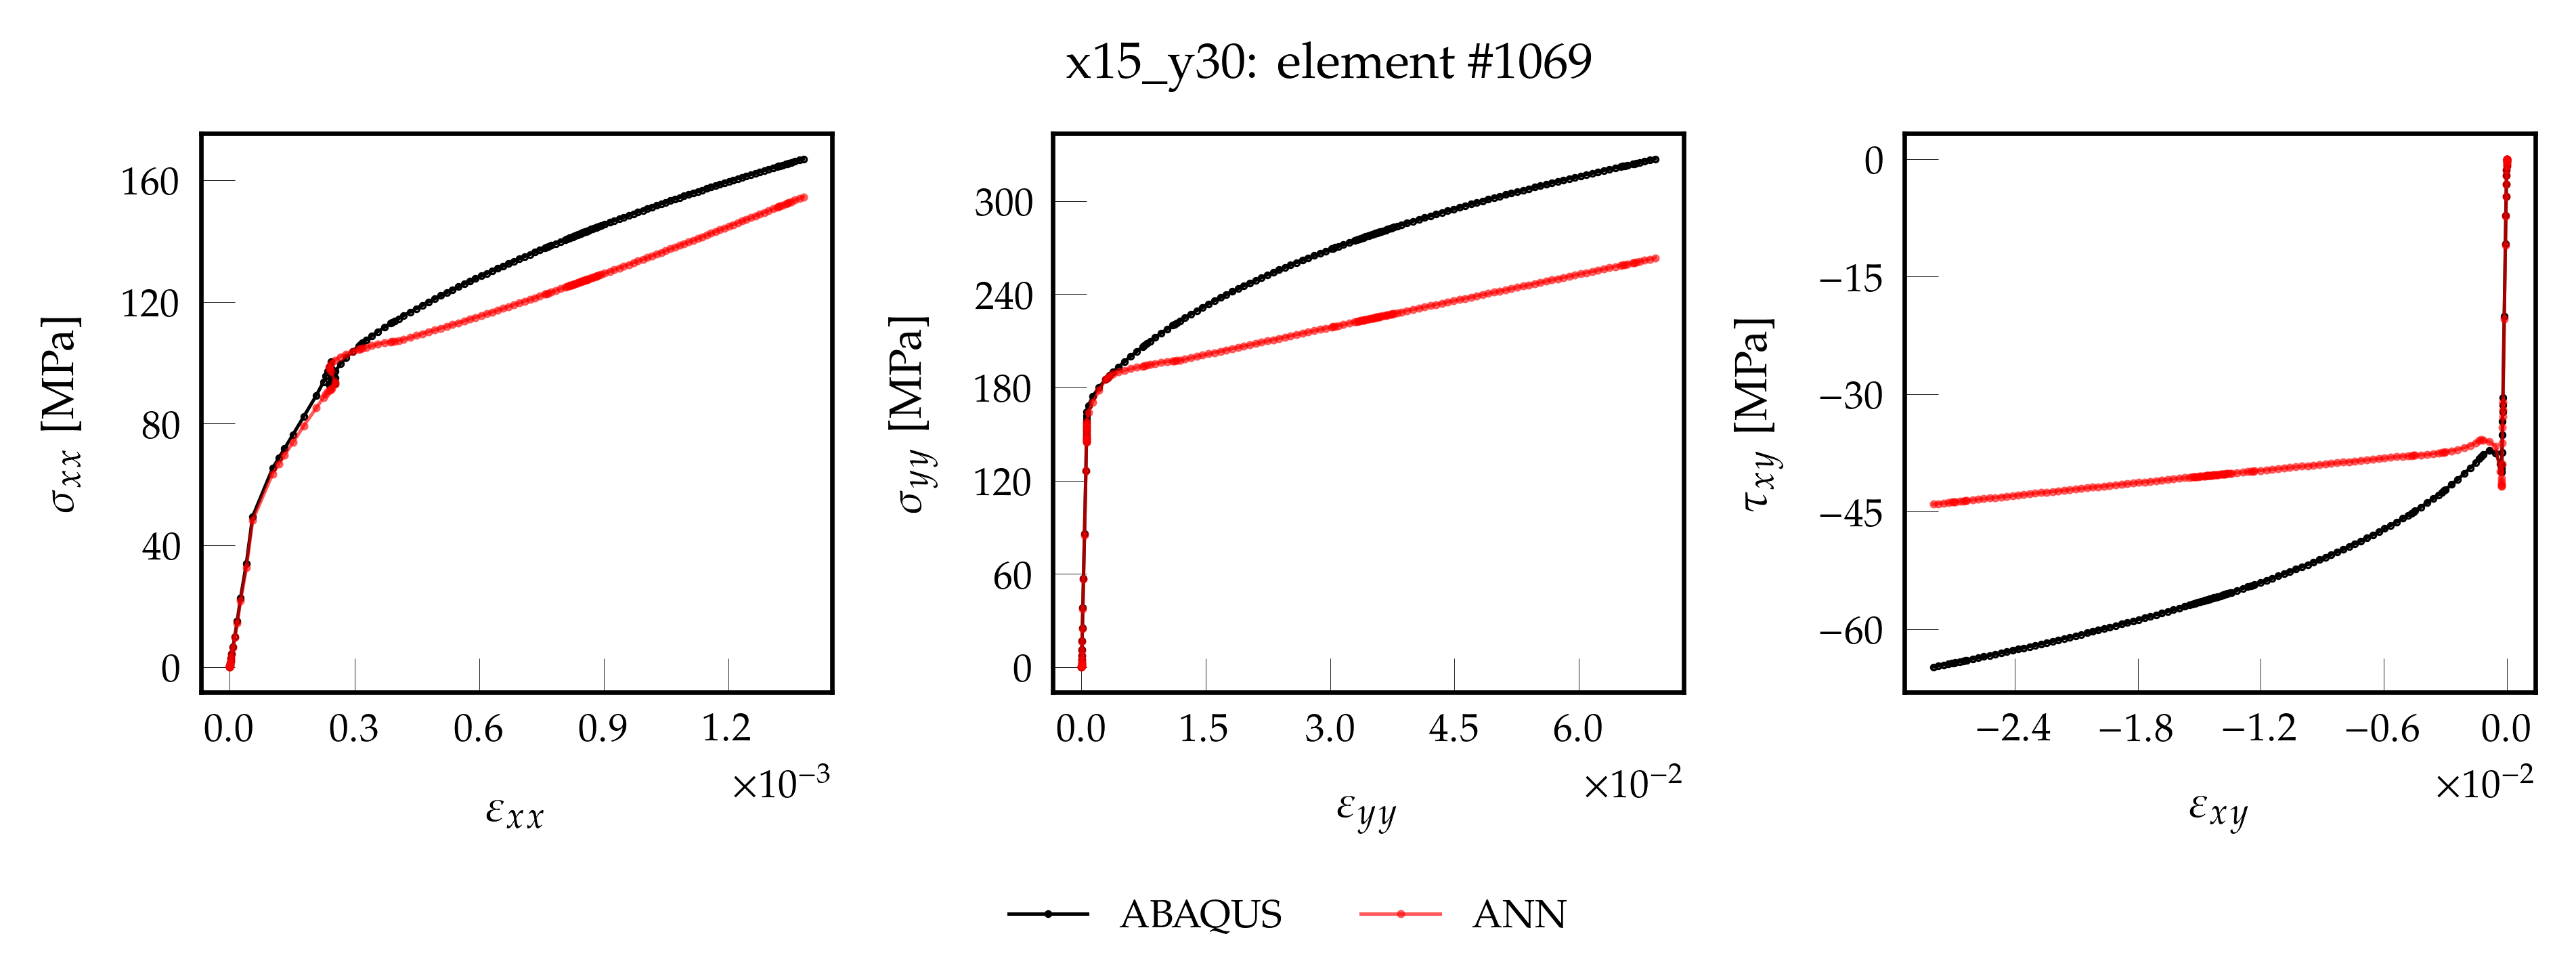 x15_y30: element #1069
σxx [MPa]
160
120
80
40
0
0.0 0.3 0.6 0.9 1.2
×10⁻³
εxx
σyy [MPa]
300
240
180
120
60
0
0.0 1.5 3.0 4.5 6.0
×10⁻²
εyy
τxy [MPa]
0
−15
−30
−45
−60
−2.4 −1.8 −1.2 −0.6 0.0
×10⁻²
εxy
ABAQUS ANN